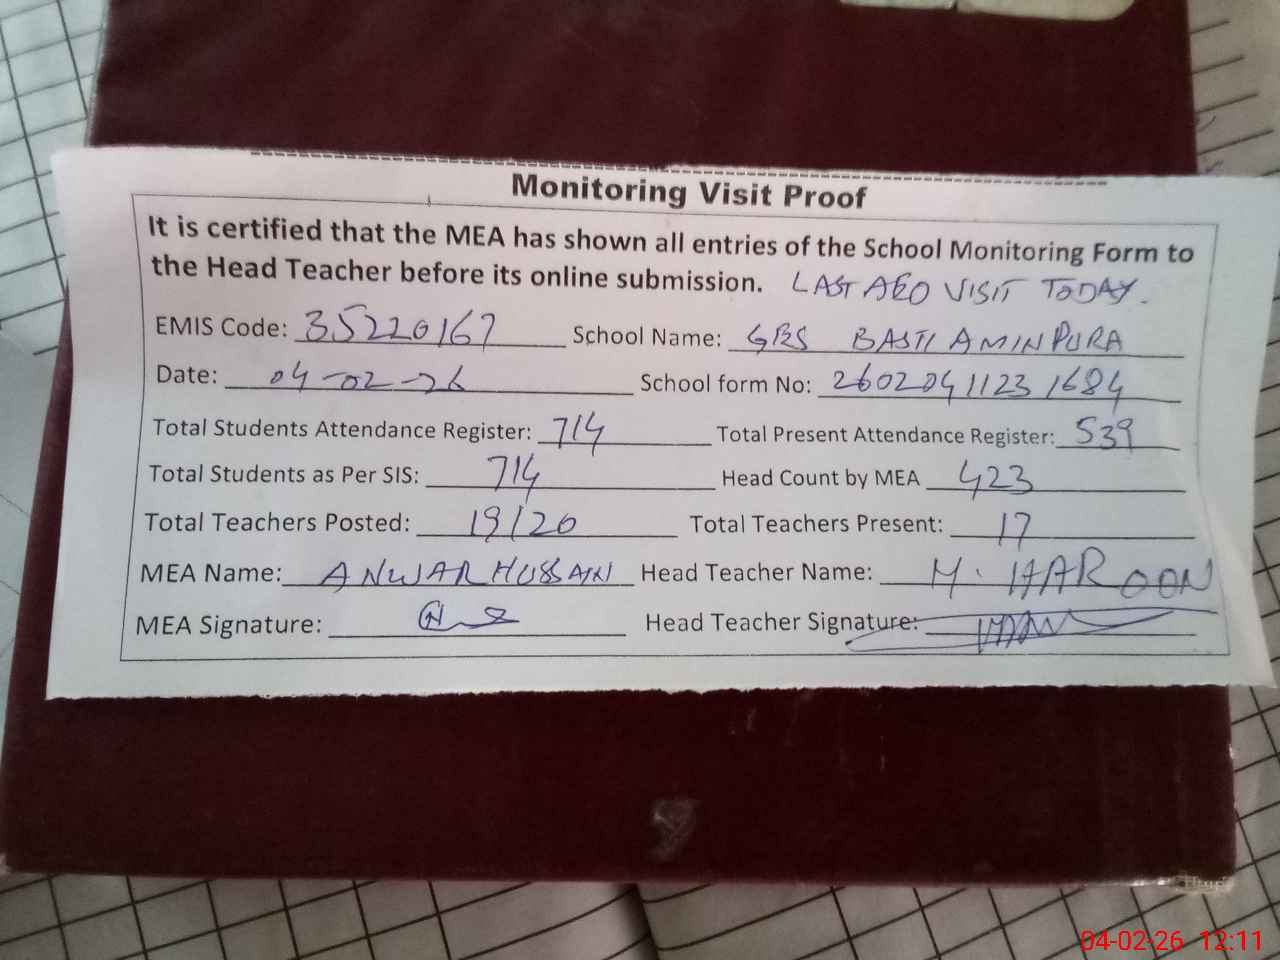 Monitoring Visit Proof
It is certified that the MEA has shown all entries of the School Monitoring Form to
the Head Teacher before its online submission. LAST AEO VISIT TODAY.
EMIS Code: 35220167 School Name: GBS BASTI AMINPURA
Date: 04-02-26 School form No: 26020411231684
Total Students Attendance Register: 714 Total Present Attendance Register: 539
Total Students as Per SIS: 714 Head Count by MEA 423
Total Teachers Posted: 19/20 Total Teachers Present: 17
MEA Name: ANWAR HUSSAIN Head Teacher Name: M. HAROON
MEA Signature: Head Teacher Signature:
04-02-26 12:11